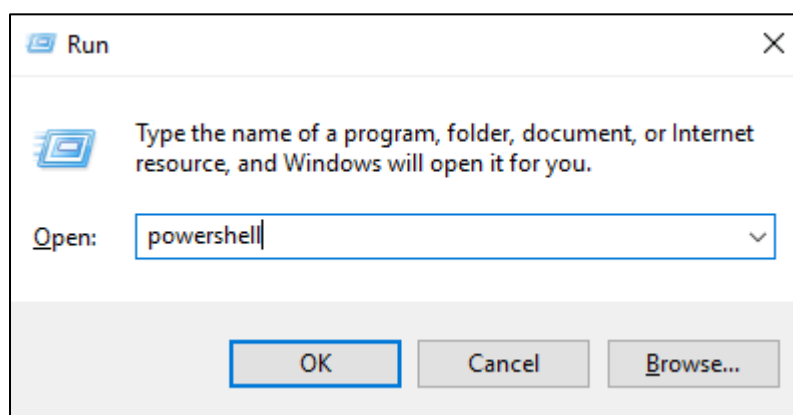 Run
Type the name of a program, folder, document, or Internet
resource, and Windows will open it for you.
Open: powershell
OK Cancel Browse...